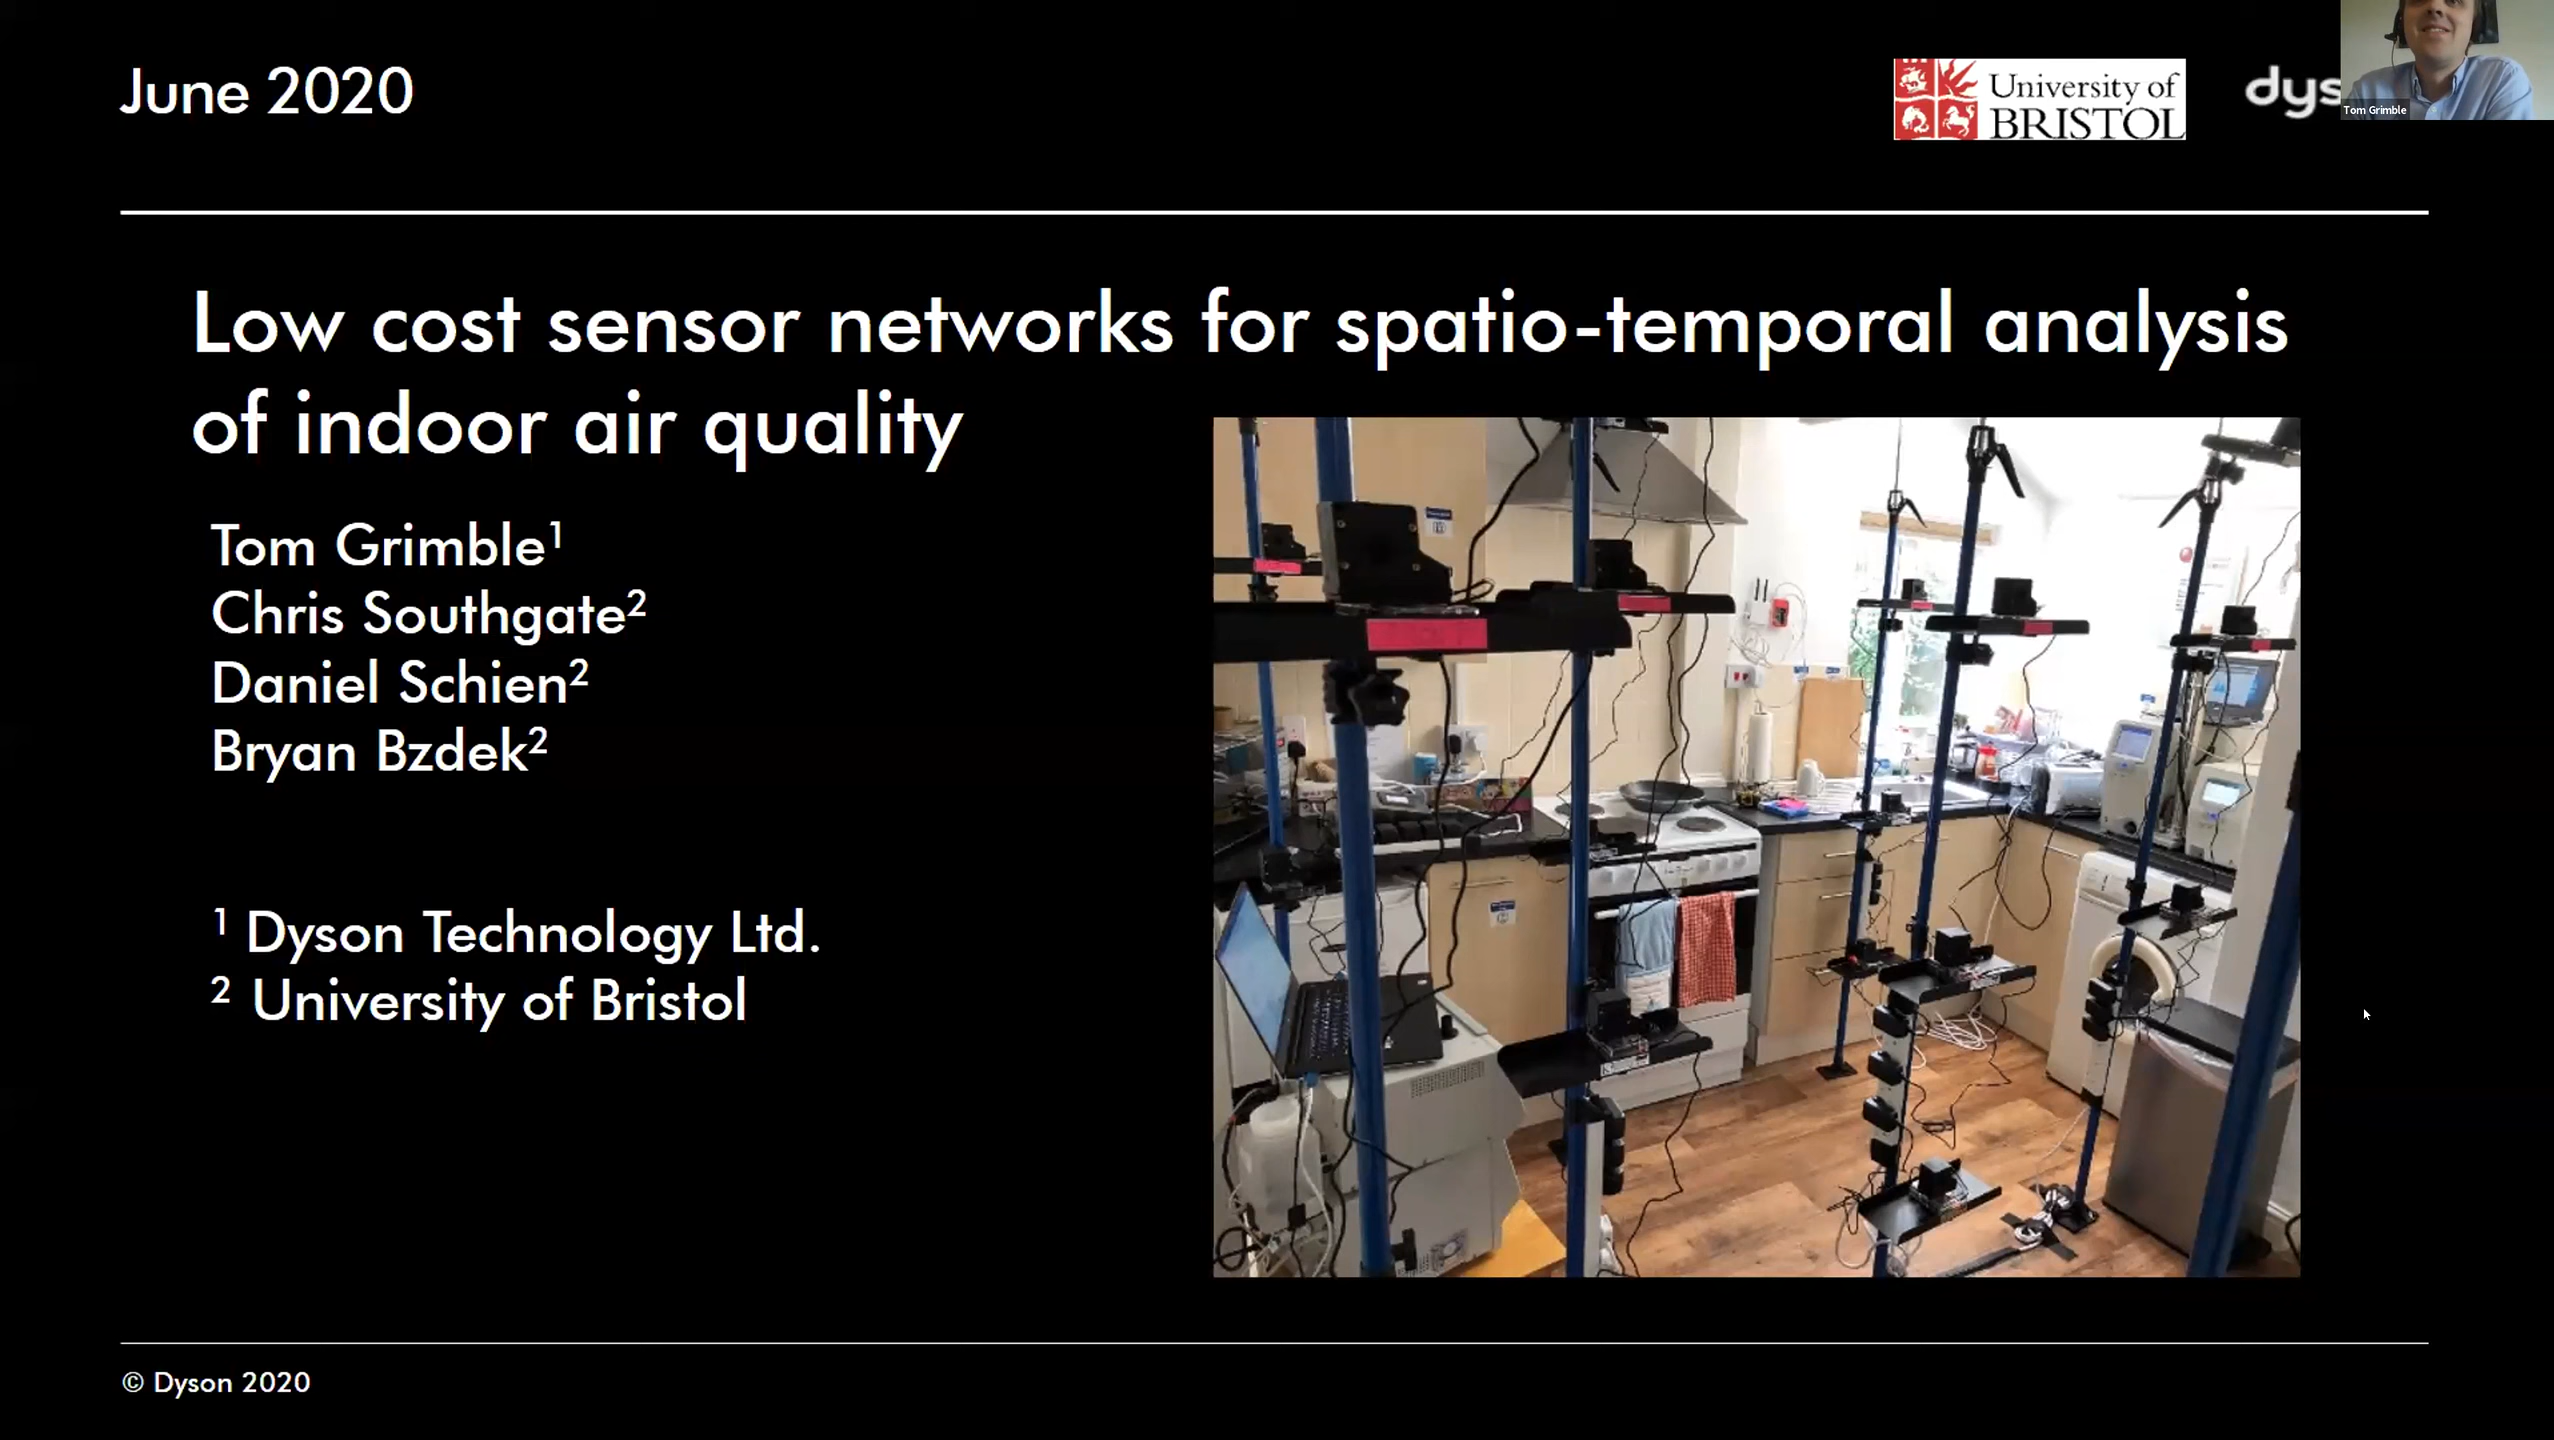 June 2020
University of
BRISTOL
dys
Tom Grimble
Low cost sensor networks for spatio-temporal analysis
of indoor air quality
Tom Grimble¹
Chris Southgate²
Daniel Schien²
Bryan Bzdek²
¹ Dyson Technology Ltd.
² University of Bristol
© Dyson 2020